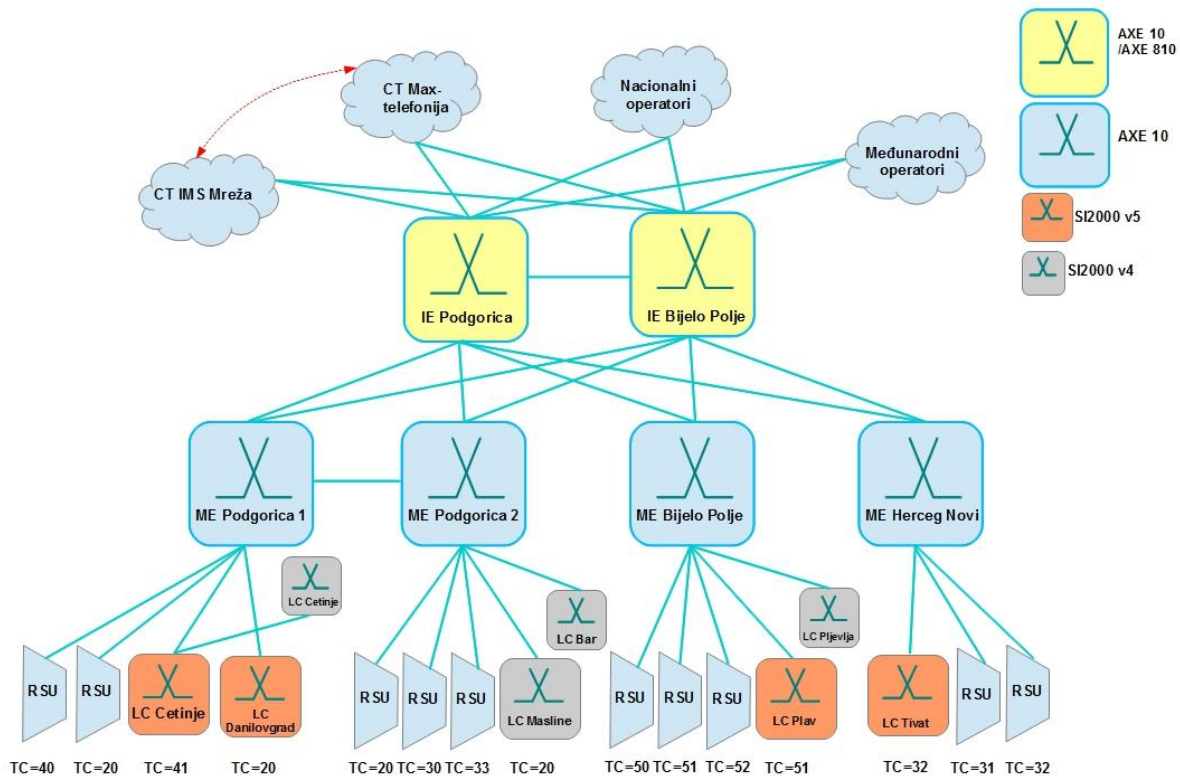 AXE 10
/AXE 810
CT Max-
telefonija
Nacionalni
operatori
AXE 10
Međunarodni
operatori
CT IMS Mreža
SI2000 v5
SI2000 v4
IE Podgorica
IE Bijelo Polje
ME Podgorica 1
ME Podgorica 2
ME Bijelo Polje
ME Herceg Novi
LC Cetinje
LC Bar
LC Pljevlja
RSU
RSU
LC Cetinje
LC
Danilovgrad
RSU
RSU
RSU
LC Masline
RSU
RSU
RSU
LC Plav
LC Tivat
RSU
RSU
TC=40
TC=20
TC=41
TC=20
TC=20
TC=30
TC=33
TC=20
TC=50
TC=51
TC=52
TC=51
TC=32
TC=31
TC=32